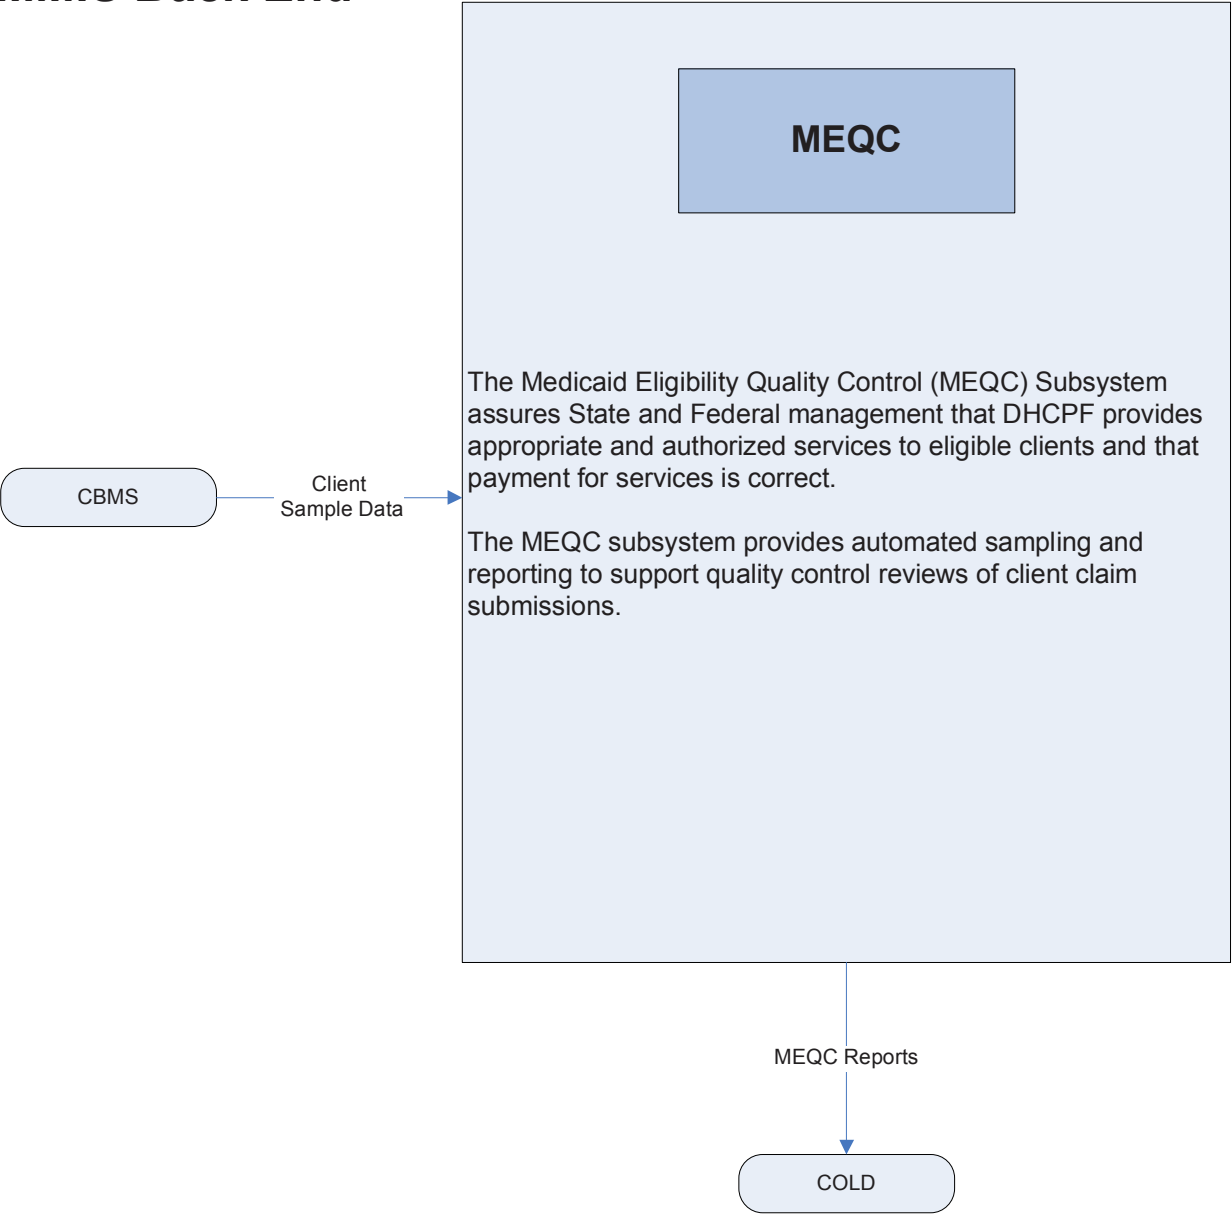 MEQC
The Medicaid Eligibility Quality Control (MEQC) Subsystem
assures State and Federal management that DHCPF provides
appropriate and authorized services to eligible clients and that
payment for services is correct.
The MEQC subsystem provides automated sampling and
reporting to support quality control reviews of client claim
submissions.
CBMS
Client
Sample Data
MEQC Reports
COLD